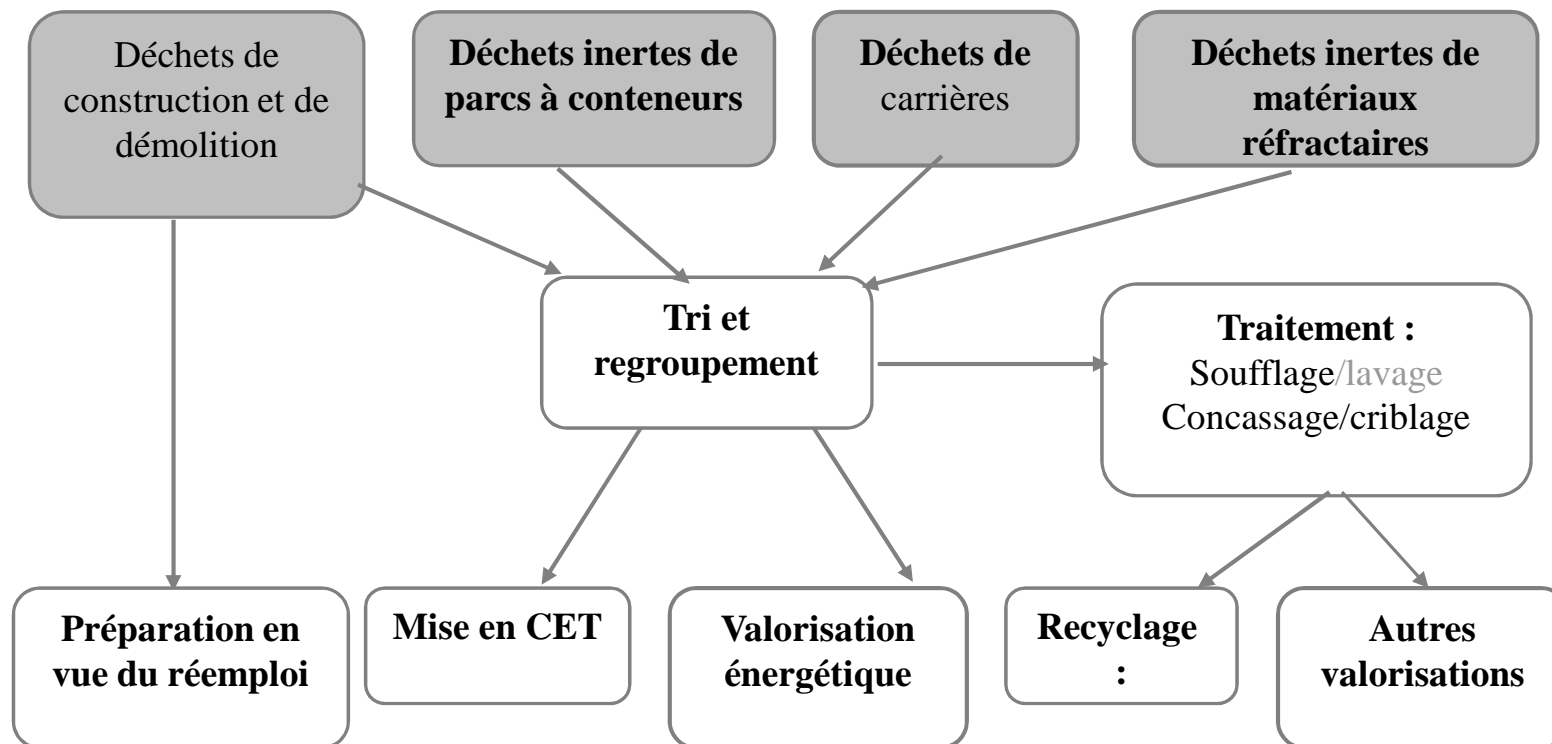 Déchets de
construction et de
démolition
Déchets inertes de
parcs à conteneurs
Déchets de
carrières
Déchets inertes de
matériaux
réfractaires
Tri et
regroupement
Traitement :
Soufflage/lavage
Concassage/criblage
Préparation en
vue du réemploi
Mise en CET
Valorisation
énergétique
Recyclage
:
Autres
valorisations